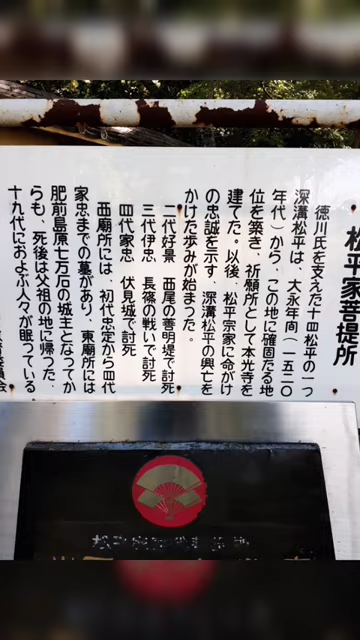 松平家菩提所
徳川氏を支えた十四松平の一つ
深溝松平は、大永年間（一五二〇
年代）から、この地に確固たる地
位を築き、祈願所として本光寺を
建てた。以後、松平宗家に命がけ
の忠誠を示す、深溝松平の興亡を
かけた歩みが始まった。
二代好景　西尾の善明堤で討死
三代伊忠　長篠の戦いで討死
四代家忠　伏見城で討死
西廟所には、初代忠定から四代
家忠までの墓があり、東廟所には
肥前島原七万石の城主となってか
らも、死後は父祖の地に帰った、
十九代におよぶ人々が眠っている